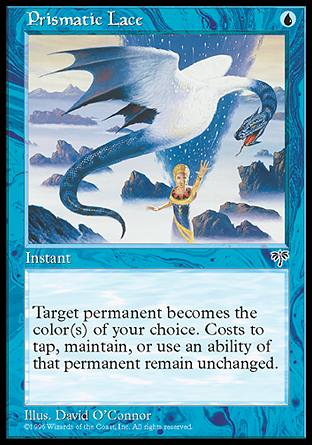 Prismatic Lace
Instant
Target permanent becomes the
color(s) of your choice. Costs to
tap, maintain, or use an ability of
that permanent remain unchanged.
Illus. David O'Connor
©1996 Wizards of the Coast, Inc. All rights reserved.